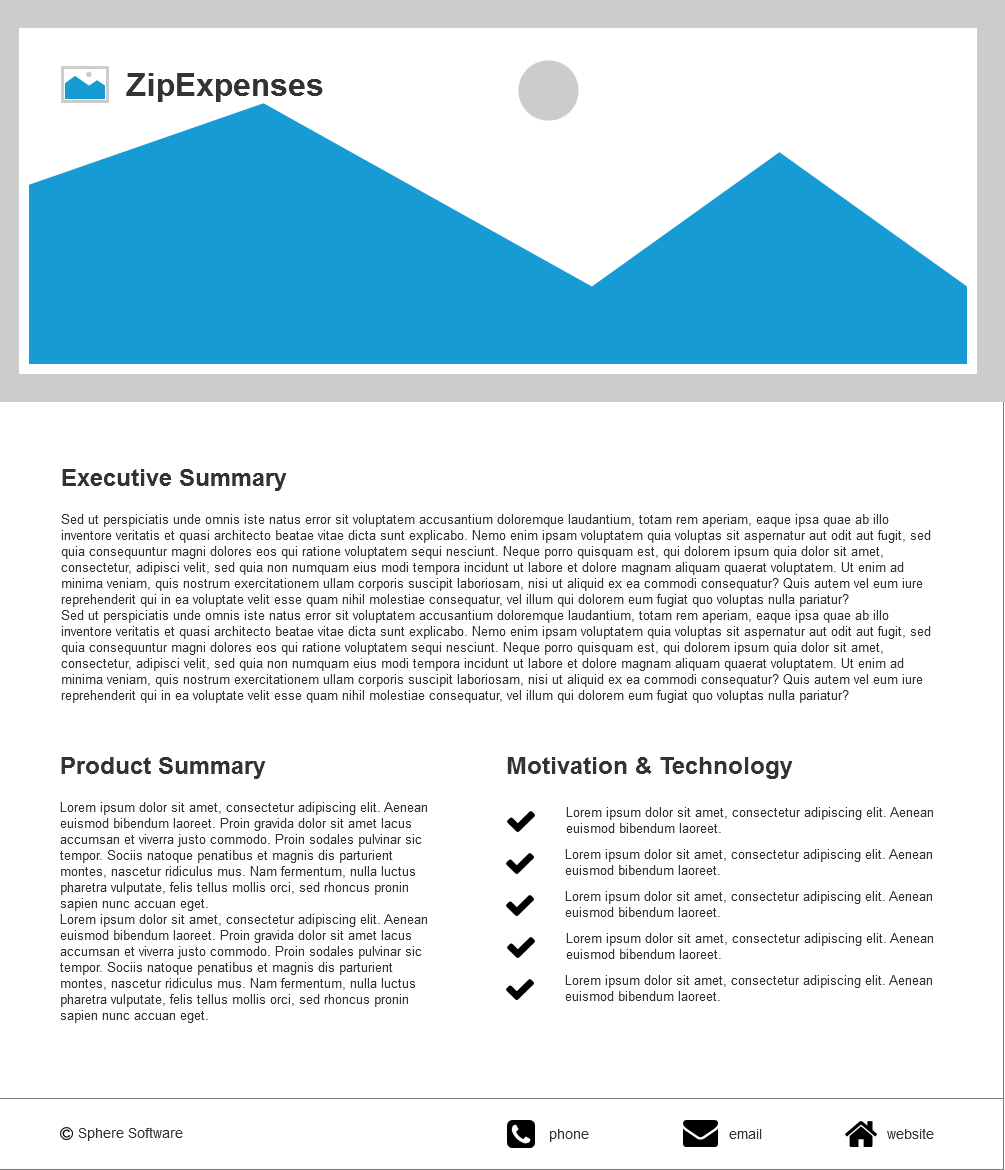 ZipExpenses
Executive Summary
Sed ut perspiciatis unde omnis iste natus error sit voluptatem accusantium doloremque laudantium, totam rem aperiam, eaque ipsa quae ab illo
inventore veritatis et quasi architecto beatae vitae dicta sunt explicabo. Nemo enim ipsam voluptatem quia voluptas sit aspernatur aut odit aut fugit, sed
quia consequuntur magni dolores eos qui ratione voluptatem sequi nesciunt. Neque porro quisquam est, qui dolorem ipsum quia dolor sit amet,
consectetur, adipisci velit, sed quia non numquam eius modi tempora incidunt ut labore et dolore magnam aliquam quaerat voluptatem. Ut enim ad
minima veniam, quis nostrum exercitationem ullam corporis suscipit laboriosam, nisi ut aliquid ex ea commodi consequatur? Quis autem vel eum iure
reprehenderit qui in ea voluptate velit esse quam nihil molestiae consequatur, vel illum qui dolorem eum fugiat quo voluptas nulla pariatur?
Sed ut perspiciatis unde omnis iste natus error sit voluptatem accusantium doloremque laudantium, totam rem aperiam, eaque ipsa quae ab illo
inventore veritatis et quasi architecto beatae vitae dicta sunt explicabo. Nemo enim ipsam voluptatem quia voluptas sit aspernatur aut odit aut fugit, sed
quia consequuntur magni dolores eos qui ratione voluptatem sequi nesciunt. Neque porro quisquam est, qui dolorem ipsum quia dolor sit amet,
consectetur, adipisci velit, sed quia non numquam eius modi tempora incidunt ut labore et dolore magnam aliquam quaerat voluptatem. Ut enim ad
minima veniam, quis nostrum exercitationem ullam corporis suscipit laboriosam, nisi ut aliquid ex ea commodi consequatur? Quis autem vel eum iure
reprehenderit qui in ea voluptate velit esse quam nihil molestiae consequatur, vel illum qui dolorem eum fugiat quo voluptas nulla pariatur?
Product Summary
Lorem ipsum dolor sit amet, consectetur adipiscing elit. Aenean
euismod bibendum laoreet. Proin gravida dolor sit amet lacus
accumsan et viverra justo commodo. Proin sodales pulvinar sic
tempor. Sociis natoque penatibus et magnis dis parturient
montes, nascetur ridiculus mus. Nam fermentum, nulla luctus
pharetra vulputate, felis tellus mollis orci, sed rhoncus pronin
sapien nunc accuan eget.
Lorem ipsum dolor sit amet, consectetur adipiscing elit. Aenean
euismod bibendum laoreet. Proin gravida dolor sit amet lacus
accumsan et viverra justo commodo. Proin sodales pulvinar sic
tempor. Sociis natoque penatibus et magnis dis parturient
montes, nascetur ridiculus mus. Nam fermentum, nulla luctus
pharetra vulputate, felis tellus mollis orci, sed rhoncus pronin
sapien nunc accuan eget.
Motivation & Technology
Lorem ipsum dolor sit amet, consectetur adipiscing elit. Aenean
euismod bibendum laoreet.
Lorem ipsum dolor sit amet, consectetur adipiscing elit. Aenean
euismod bibendum laoreet.
Lorem ipsum dolor sit amet, consectetur adipiscing elit. Aenean
euismod bibendum laoreet.
Lorem ipsum dolor sit amet, consectetur adipiscing elit. Aenean
euismod bibendum laoreet.
Lorem ipsum dolor sit amet, consectetur adipiscing elit. Aenean
euismod bibendum laoreet.
© Sphere Software
phone
email
website